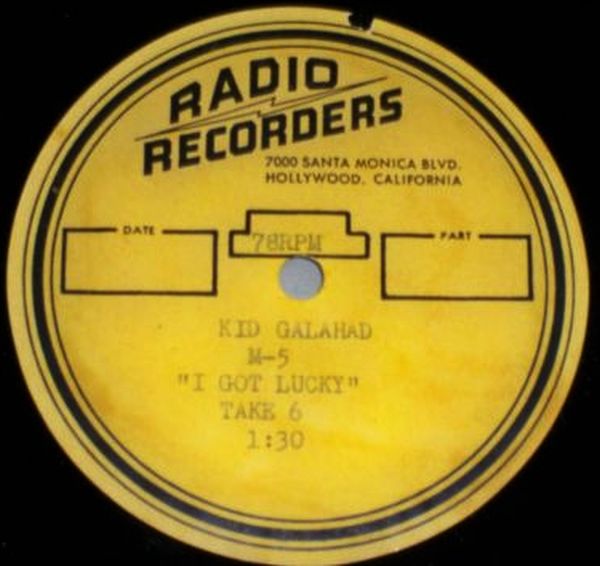 RADIO
RECORDERS
7000 SANTA MONICA BLVD.
HOLLYWOOD, CALIFORNIA
DATE
PART
78RPM
KID GALAHAD
M-5
"I GOT LUCKY"
TAKE 6
1:30